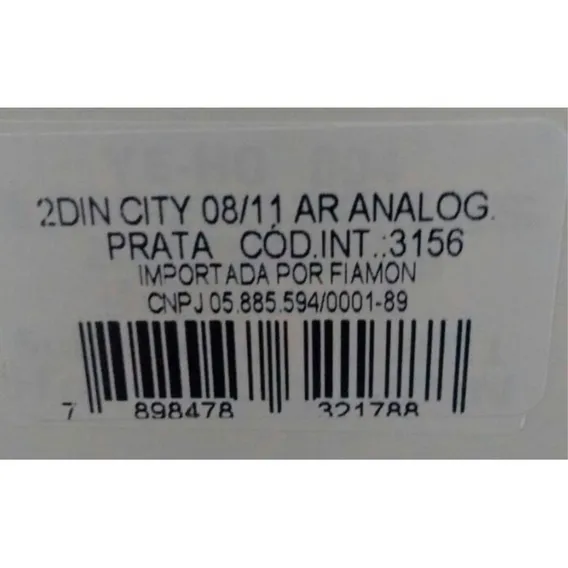 2DIN CITY 08/11 AR ANALOG.
PRATA CÓD.INT.:3156
IMPORTADA POR FIAMON
CNPJ 05.885.594/0001-89
7 898478 321788